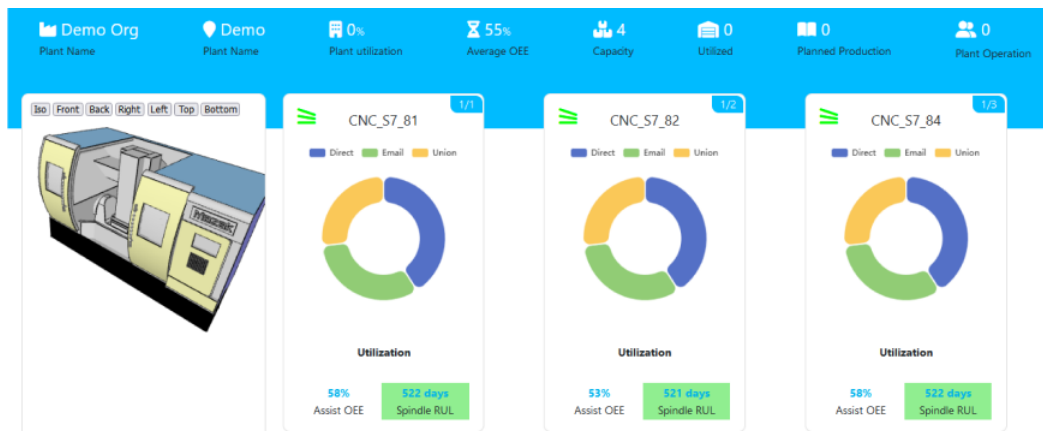 Demo Org
Plant Name
Demo
Plant Name
0%
Plant utilization
55%
Average OEE
4
Capacity
0
Utilized
0
Planned Production
0
Plant Operation
Iso Front Back Right Left Top Bottom
Mazak
1/1
CNC_S7_81
Direct Email Union
Utilization
58%
Assist OEE
522 days
Spindle RUL
1/2
CNC_S7_82
Direct Email Union
Utilization
53%
Assist OEE
521 days
Spindle RUL
1/3
CNC_S7_84
Direct Email Union
Utilization
58%
Assist OEE
522 days
Spindle RUL